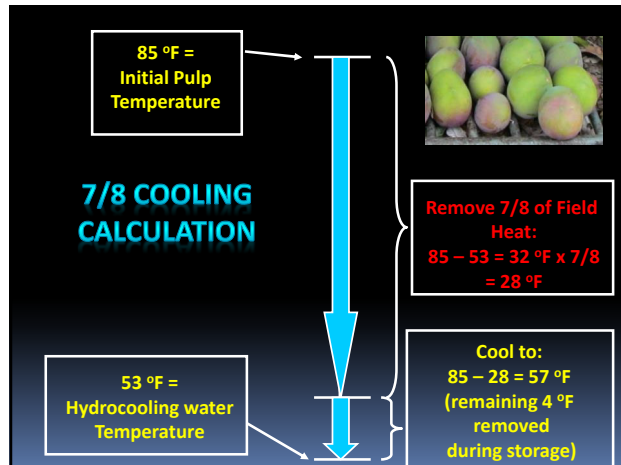 85 °F =
Initial Pulp
Temperature
7/8 COOLING
CALCULATION
Remove 7/8 of Field
Heat:
85 – 53 = 32 °F x 7/8
= 28 °F
53 °F =
Hydrocooling water
Temperature
Cool to:
85 – 28 = 57 °F
(remaining 4 °F
removed
during storage)